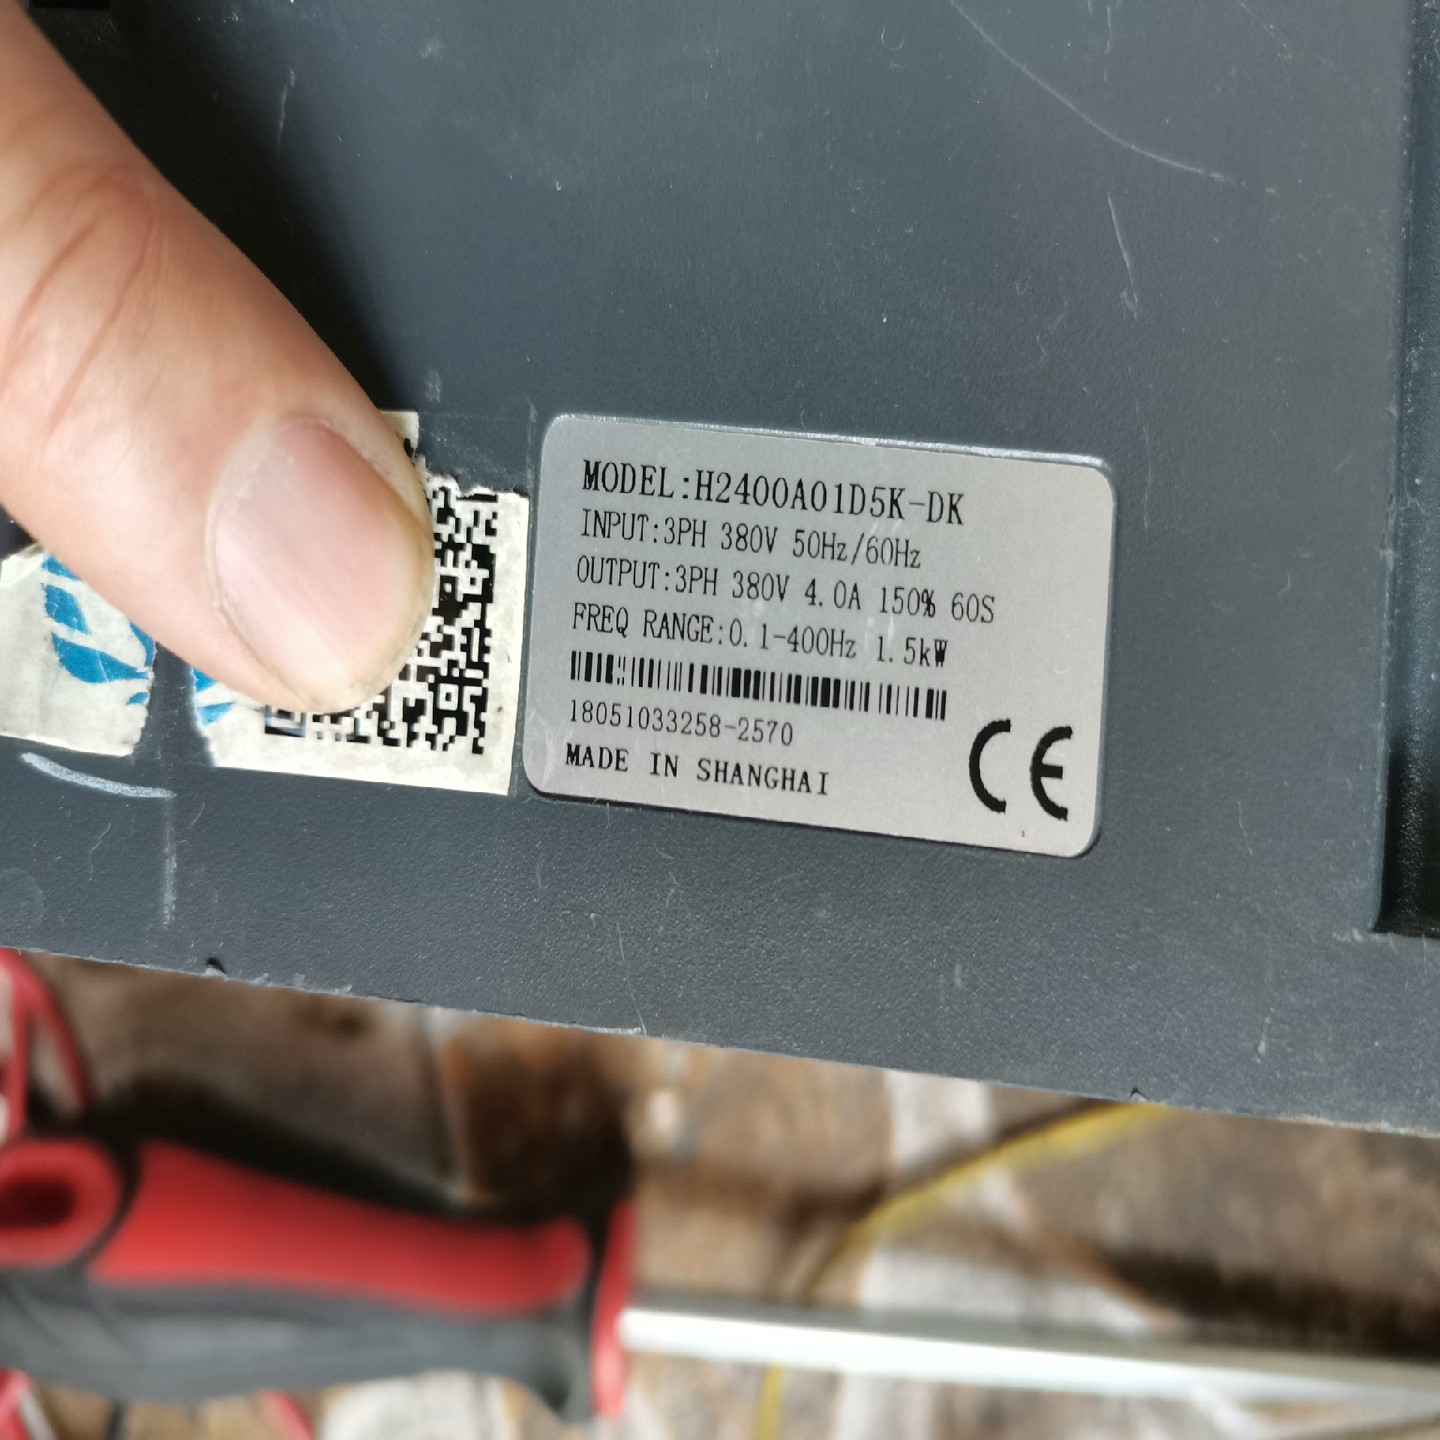 MODEL:H2400A01D5K-DK
INPUT:3PH 380V 50Hz/60Hz
OUTPUT:3PH 380V 4.0A 150% 60S
FREQ RANGE:0.1-400Hz 1.5kW
18051033258-2570
MADE IN SHANGHAI
CE